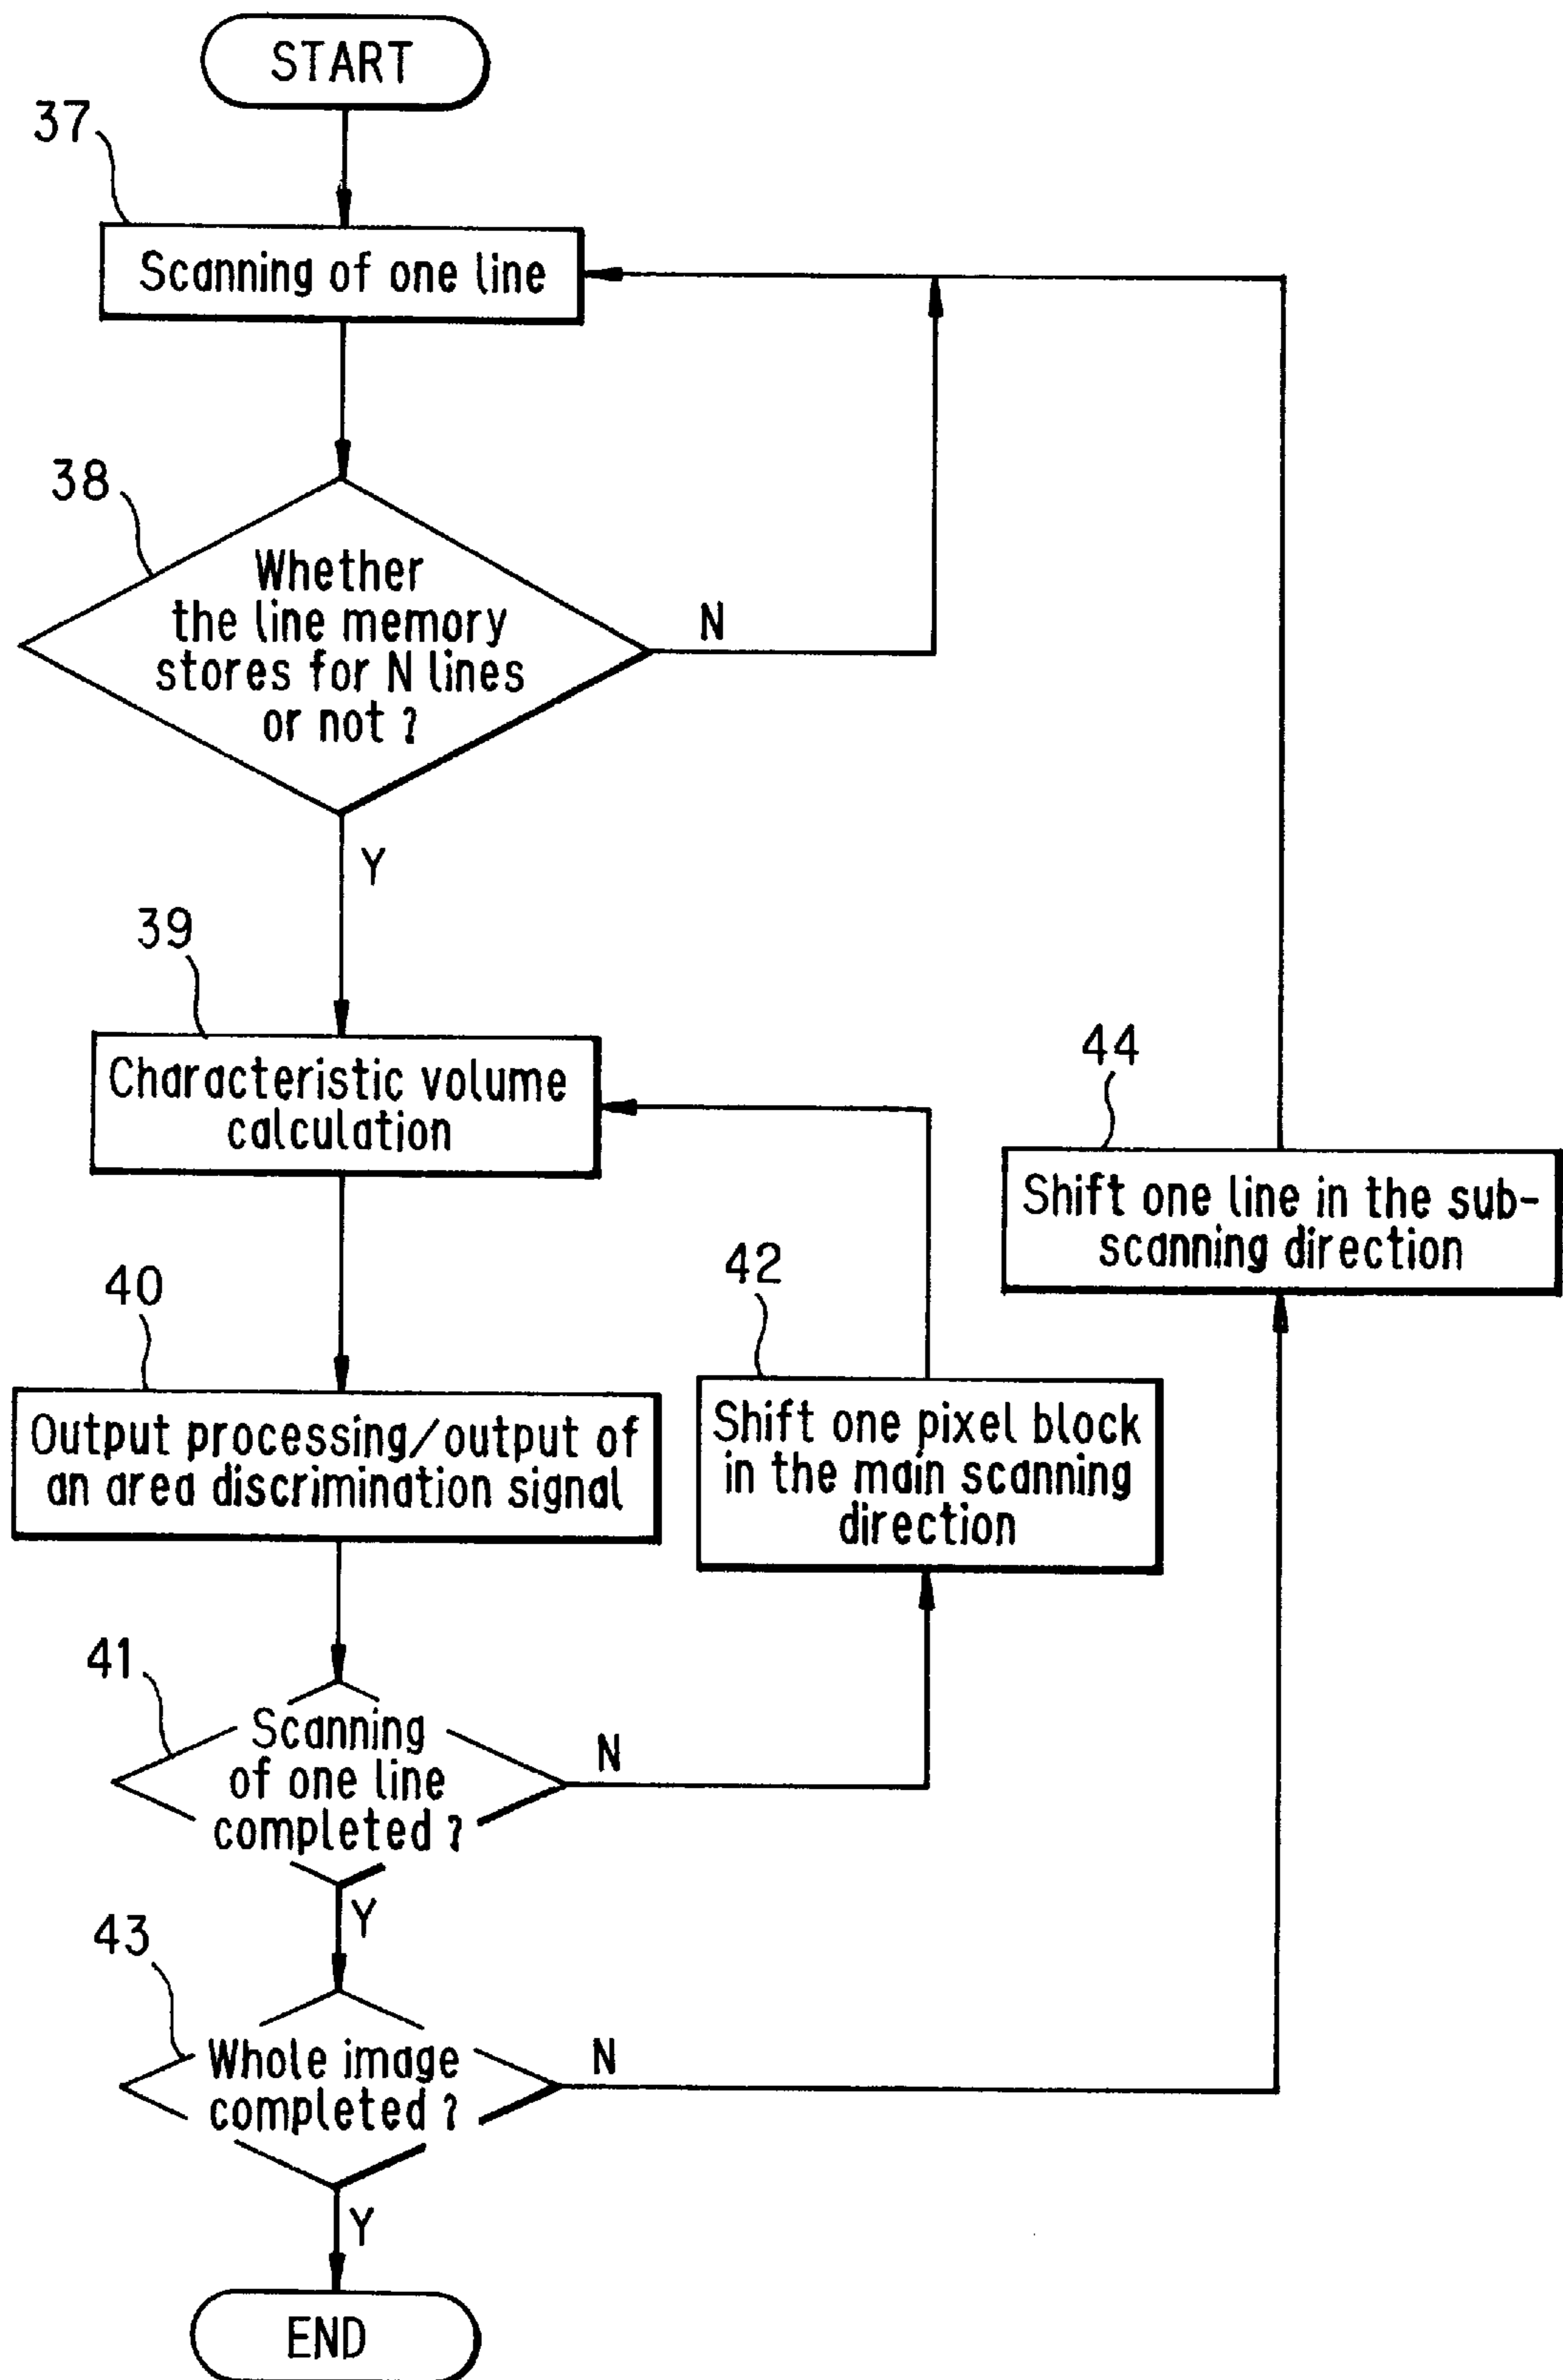 START
37
Scanning of one line
38
Whether
the line memory
stores for N lines
or not ?
N
Y
39
Characteristic volume
calculation
44
Shift one line in the sub-
scanning direction
40
Output processing/output of
an area discrimination signal
42
Shift one pixel block
in the main scanning
direction
41
Scanning
of one line
completed ?
N
Y
43
Whole image
completed ?
N
Y
END